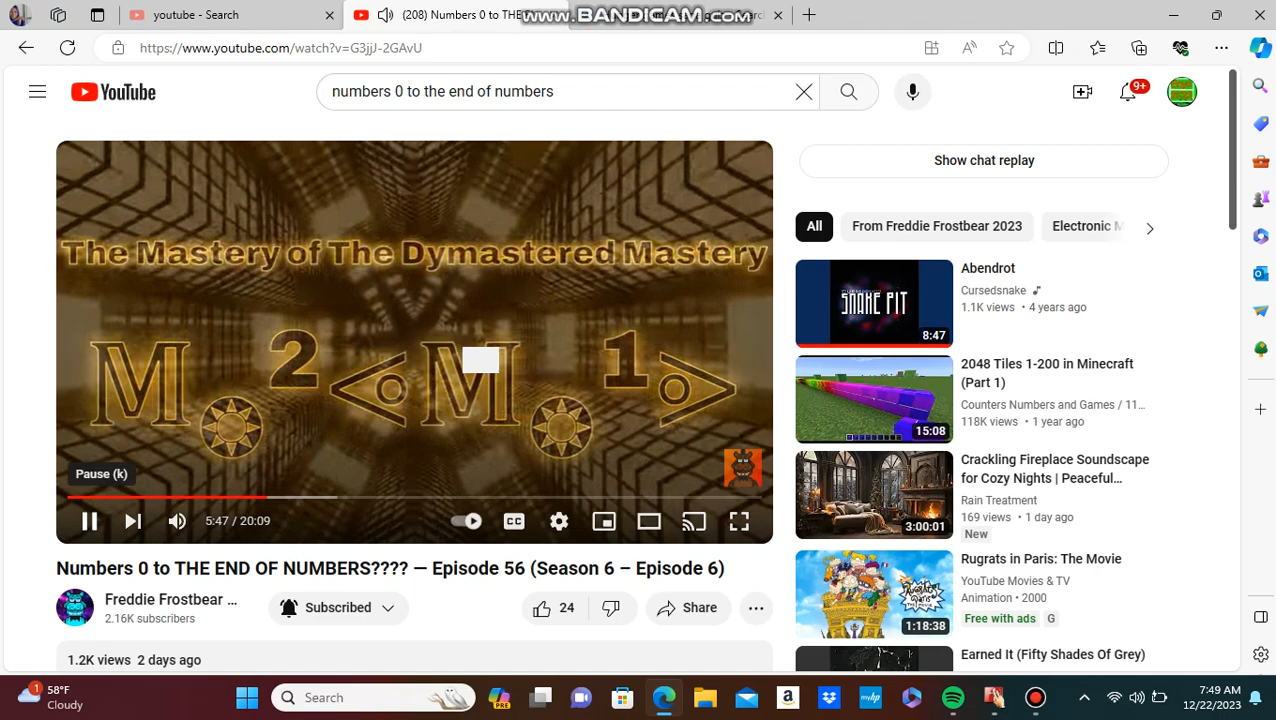 youtube - Search
(208) Numbers 0 to THE
www.BANDICAM.com
https://www.youtube.com/watch?v=G3jjJ-2GAvU
YouTube
numbers 0 to the end of numbers
9+
The Mastery of The Dymastered Mastery
M 2 < M 1 >
Pause (k)
5:47 / 20:09
CC
Numbers 0 to THE END OF NUMBERS???? — Episode 56 (Season 6 – Episode 6)
Freddie Frostbear ...
2.16K subscribers
Subscribed
24
Share
1.2K views 2 days ago
Show chat replay
All
From Freddie Frostbear 2023
Electronic M
SNAKE PIT
8:47
Abendrot
Cursedsnake
1.1K views • 4 years ago
15:08
2048 Tiles 1-200 in Minecraft
(Part 1)
Counters Numbers and Games / 11...
118K views • 1 year ago
3:00:01
Crackling Fireplace Soundscape
for Cozy Nights | Peaceful...
Rain Treatment
169 views • 1 day ago
New
Rugrats in Paris
1:18:38
Rugrats in Paris: The Movie
YouTube Movies & TV
Animation • 2000
Free with ads G
Earned It (Fifty Shades Of Grey)
1
58°F
Cloudy
Search
PRE
a
myhp
7:49 AM
12/22/2023